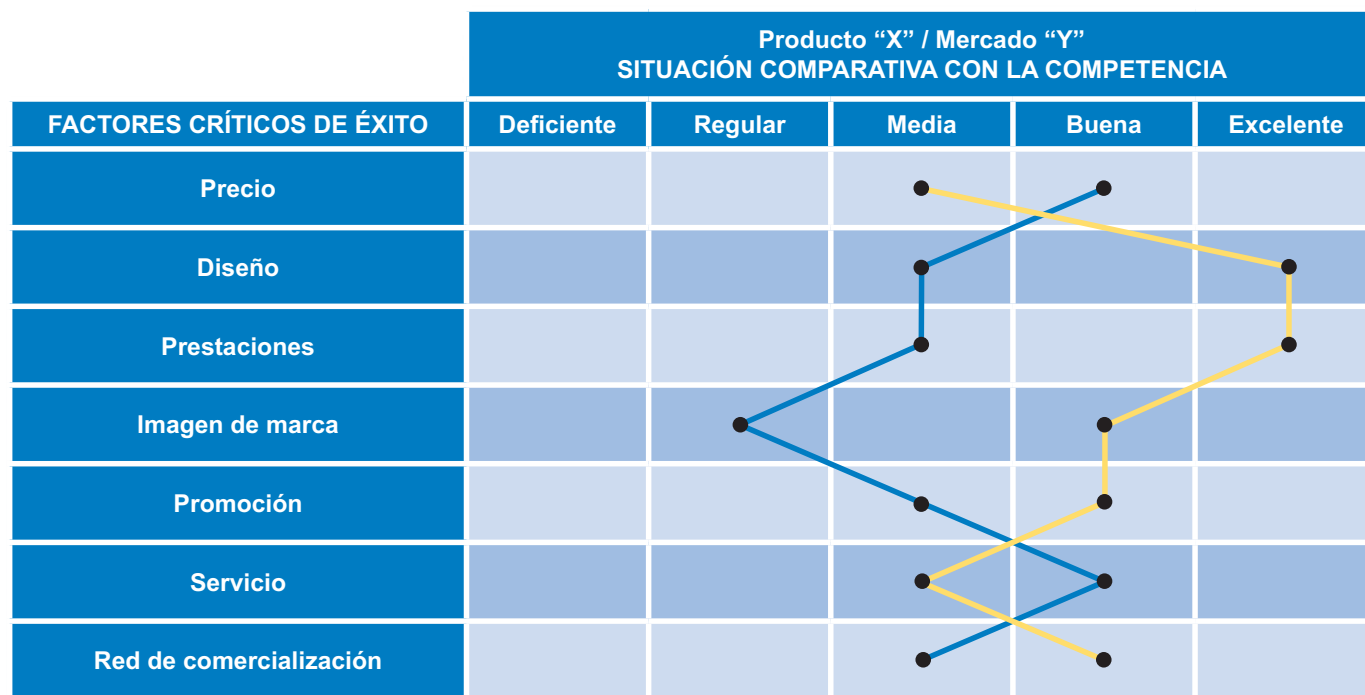 Producto “X” / Mercado “Y”
SITUACIÓN COMPARATIVA CON LA COMPETENCIA
FACTORES CRÍTICOS DE ÉXITO
Deficiente
Regular
Media
Buena
Excelente
Precio
Diseño
Prestaciones
Imagen de marca
Promoción
Servicio
Red de comercialización